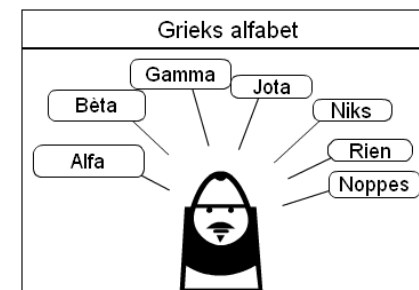 Grieks alfabet
Alfa
Bèta
Gamma
Jota
Niks
Rien
Noppes